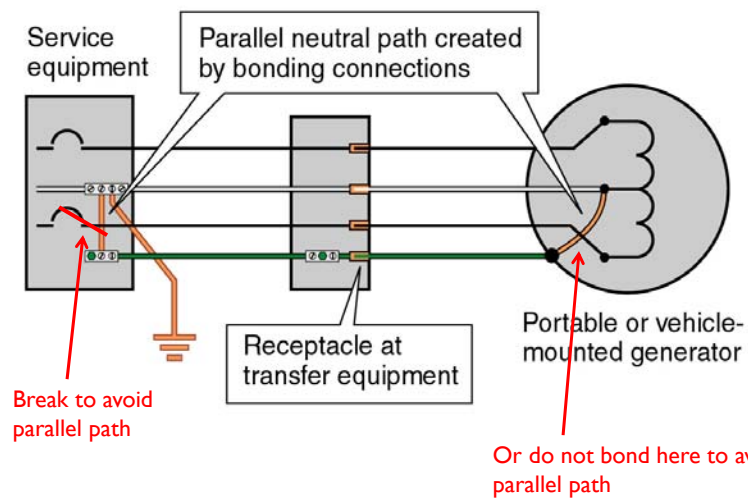 Service
equipment
Parallel neutral path created
by bonding connections
Receptacle at
transfer equipment
Portable or vehicle-
mounted generator
Break to avoid
parallel path
Or do not bond here to av
parallel path